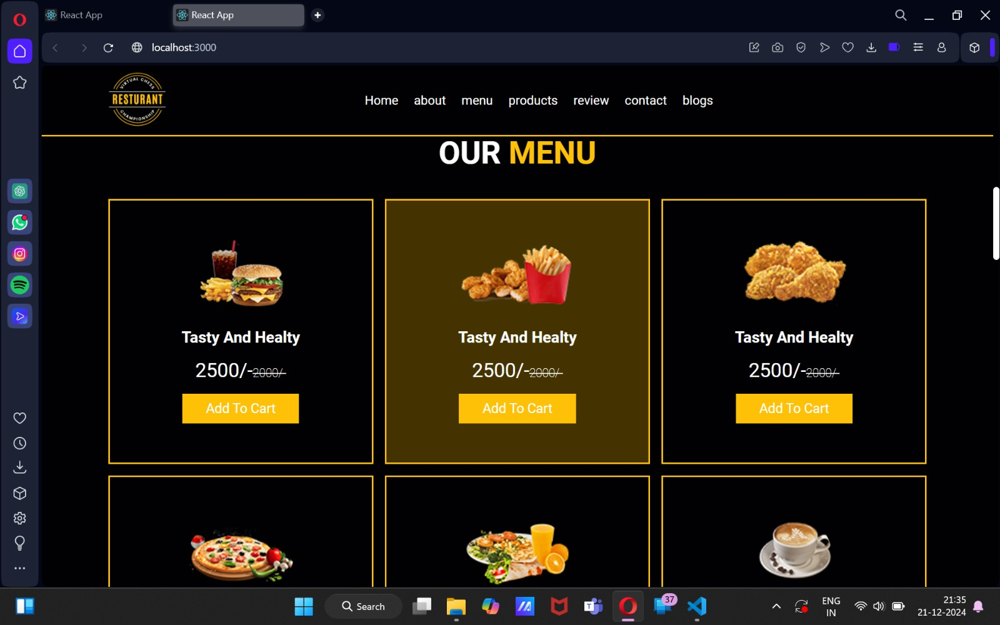 React App
React App
localhost:3000
VIRTUAL CHESS
RESTURANT
CHAMPIONSHIP
Home about menu products review contact blogs
OUR MENU
Tasty And Healty
2500/-2000/-
Add To Cart
Tasty And Healty
2500/-2000/-
Add To Cart
Tasty And Healty
2500/-2000/-
Add To Cart
Search
T
37
ENG
IN
21:35
21-12-2024